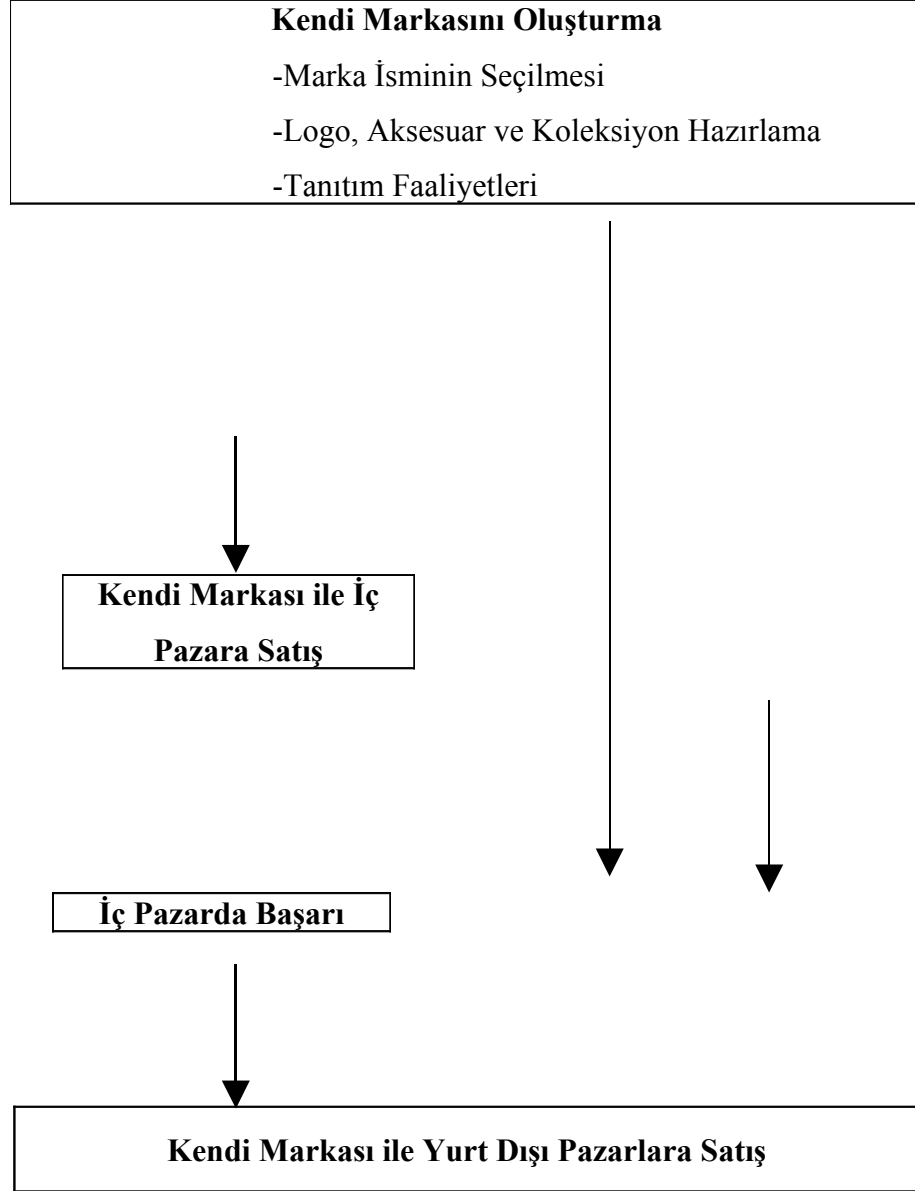 Kendi Markasını Oluşturma
-Marka İsminin Seçilmesi
-Logo, Aksesuar ve Koleksiyon Hazırlama
-Tanıtım Faaliyetleri
Kendi Markası ile İç
Pazara Satış
İç Pazarda Başarı
Kendi Markası ile Yurt Dışı Pazarlara Satış